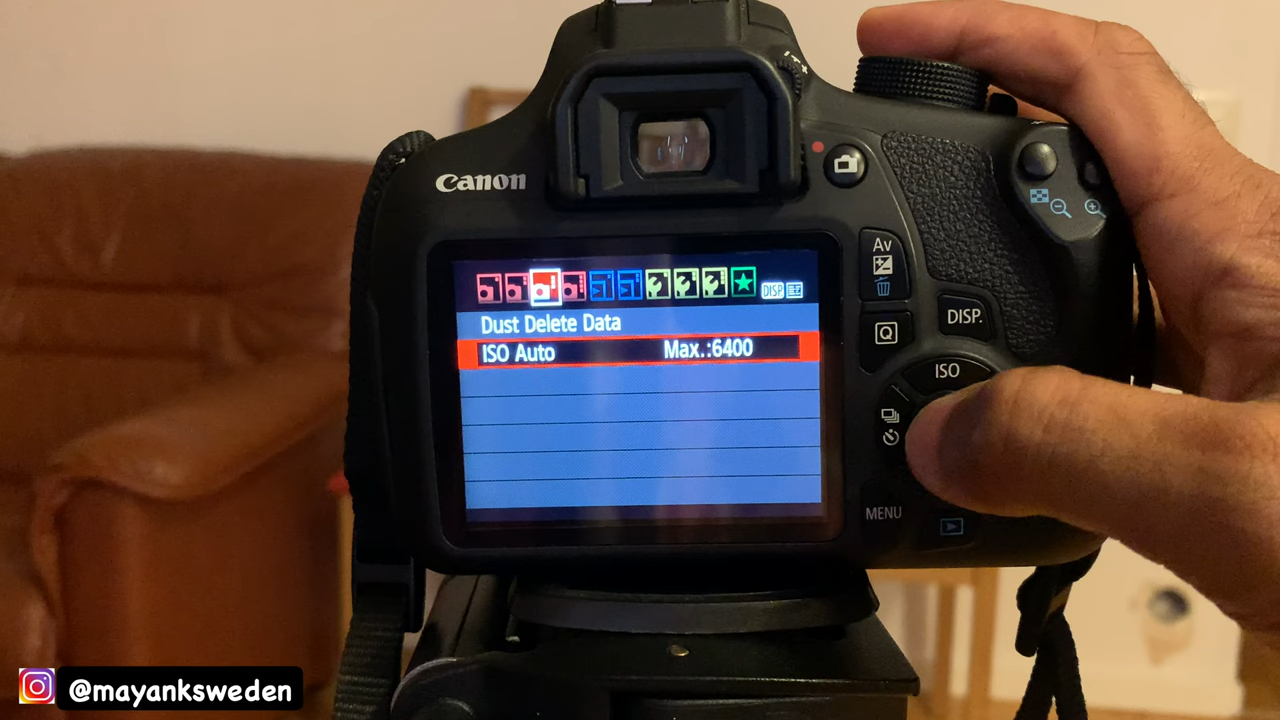 Canon
DISP
Dust Delete Data
ISO Auto Max.:6400
Av
Q
DISP.
ISO
MENU
@mayanksweden